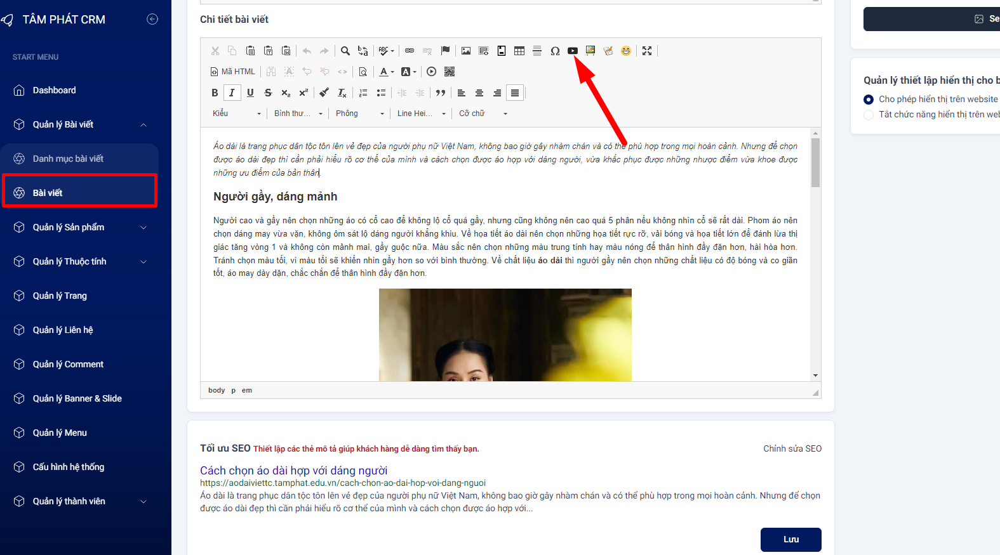 TÂM PHÁT CRM
START MENU
Dashboard
Quản lý Bài viết
Danh mục bài viết
Bài viết
Quản lý Sản phẩm
Quản lý Thuộc tính
Quản lý Trang
Quản lý Liên hệ
Quản lý Comment
Quản lý Banner & Slide
Quản lý Menu
Cấu hình hệ thống
Quản lý thành viên
Chi tiết bài viết
Mã HTML
Kiểu Bình thư... Phông Line Hei... Cỡ chữ
Áo dài là trang phục dân tộc tôn lên vẻ đẹp của người phụ nữ Việt Nam, không bao giờ gây nhàm chán và có thể phù hợp trong mọi hoàn cảnh. Nhưng để chọn
được áo dài đẹp thì cần phải hiểu rõ cơ thể của mình và cách chọn được áo hợp với dáng người, vừa khắc phục được những nhược điểm vừa khoe được
những ưu điểm của bản thân.
Người gầy, dáng mảnh
Người cao và gầy nên chọn những áo có cổ cao để không lộ cổ quá gầy, nhưng cũng không nên cao quá 5 phân nếu không nhìn cổ sẽ rất dài. Phom áo nên
chọn dáng may vừa vặn, không ôm sát lộ dáng người khẳng khiu. Về họa tiết áo dài nên chọn những họa tiết rực rỡ, vải bóng và họa tiết lớn để đánh lừa thị
giác tăng vòng 1 và không còn mảnh mai, gầy guộc nữa. Màu sắc nên chọn những màu trung tính hay màu nóng để thân hình đầy đặn hơn, hài hòa hơn.
Tránh chọn màu tối, vì màu tối sẽ khiến nhìn gầy hơn so với bình thường. Về chất liệu áo dài thì người gầy nên chọn những chất liệu có độ bóng và co giãn
tốt, áo may dày dặn, chắc chắn để thân hình đầy đặn hơn.
body p em
Tối ưu SEO Thiết lập các thẻ mô tả giúp khách hàng dễ dàng tìm thấy bạn.
Chỉnh sửa SEO
Cách chọn áo dài hợp với dáng người
https://aodaiviettc.tamphat.edu.vn/cach-chon-ao-dai-hop-voi-dang-nguoi
Áo dài là trang phục dân tộc tôn lên vẻ đẹp của người phụ nữ Việt Nam, không bao giờ gây nhàm chán và có thể phù hợp trong mọi hoàn cảnh. Nhưng để chọn
được áo dài đẹp thì cần phải hiểu rõ cơ thể của mình và cách chọn được áo hợp với...
Lưu
Se
Quản lý thiết lập hiển thị cho b
Cho phép hiển thị trên website
Tắt chức năng hiển thị trên web